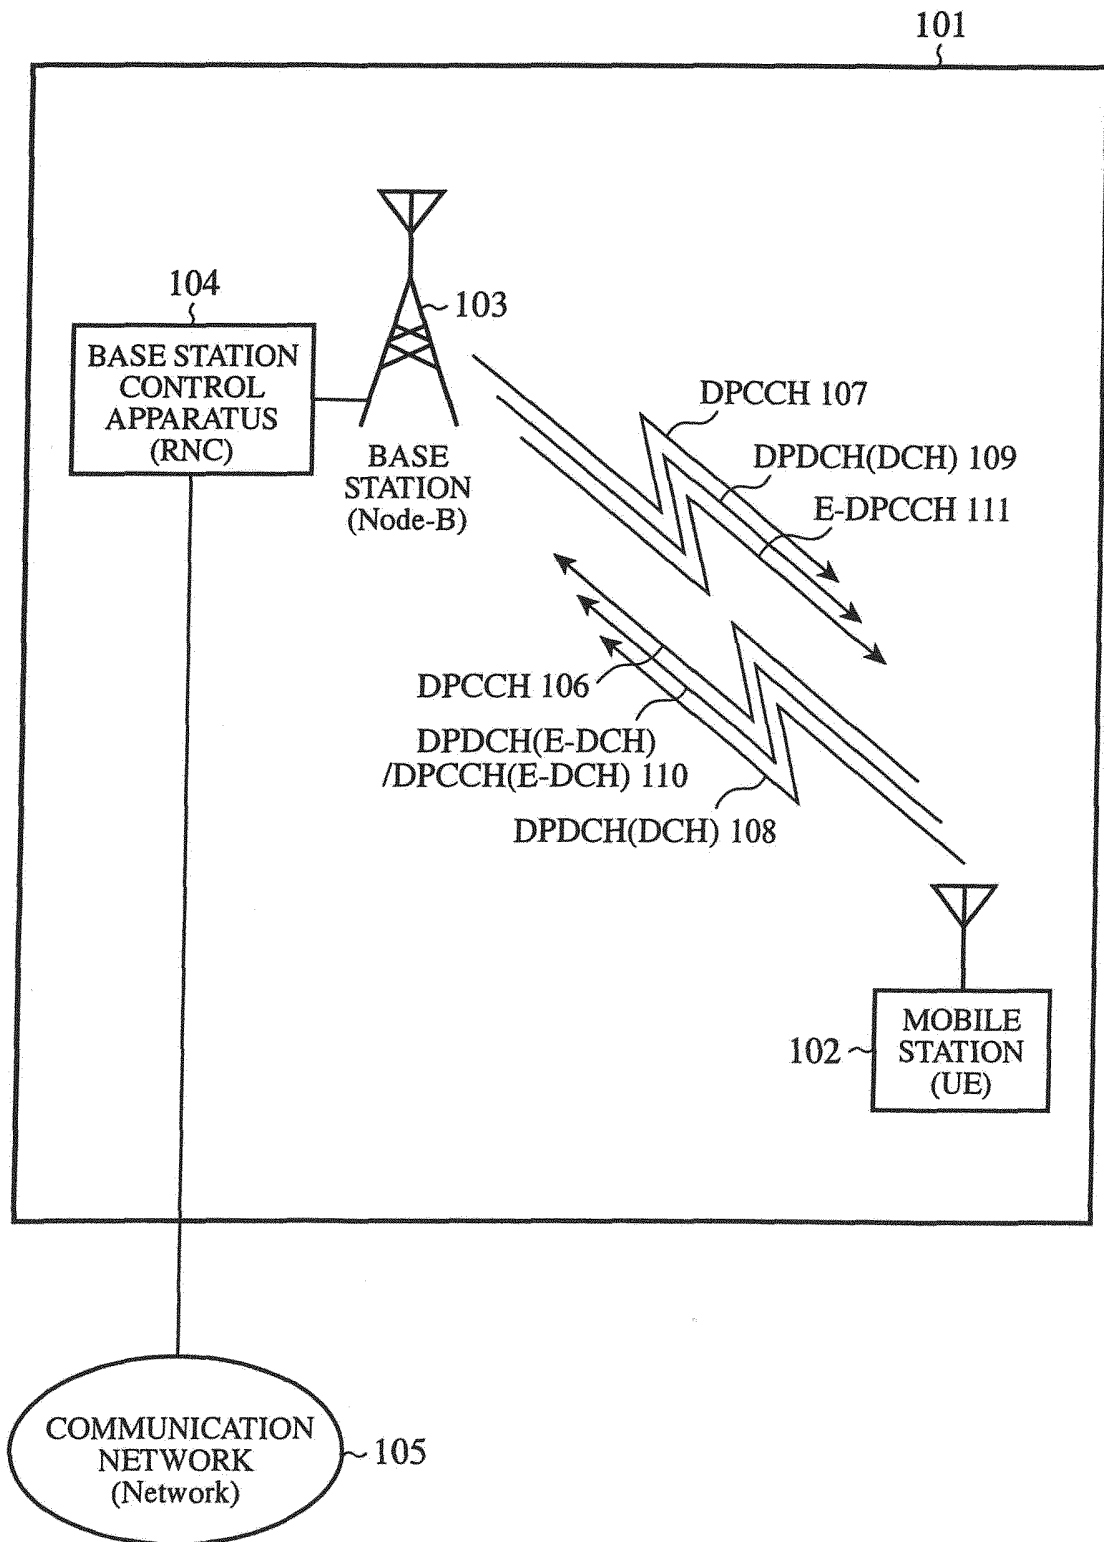 101
104
103
BASE STATION
CONTROL
APPARATUS
(RNC)
BASE
STATION
(Node-B)
DPCCH 107
DPDCH(DCH) 109
E-DPCCH 111
DPCCH 106
DPDCH(E-DCH)
/DPCCH(E-DCH) 110
DPDCH(DCH) 108
102
MOBILE
STATION
(UE)
COMMUNICATION
NETWORK
(Network)
105